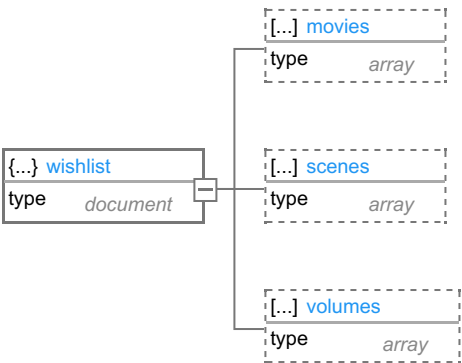 [...] movies
type array
{...} wishlist
type document
[...] scenes
type array
[...] volumes
type array